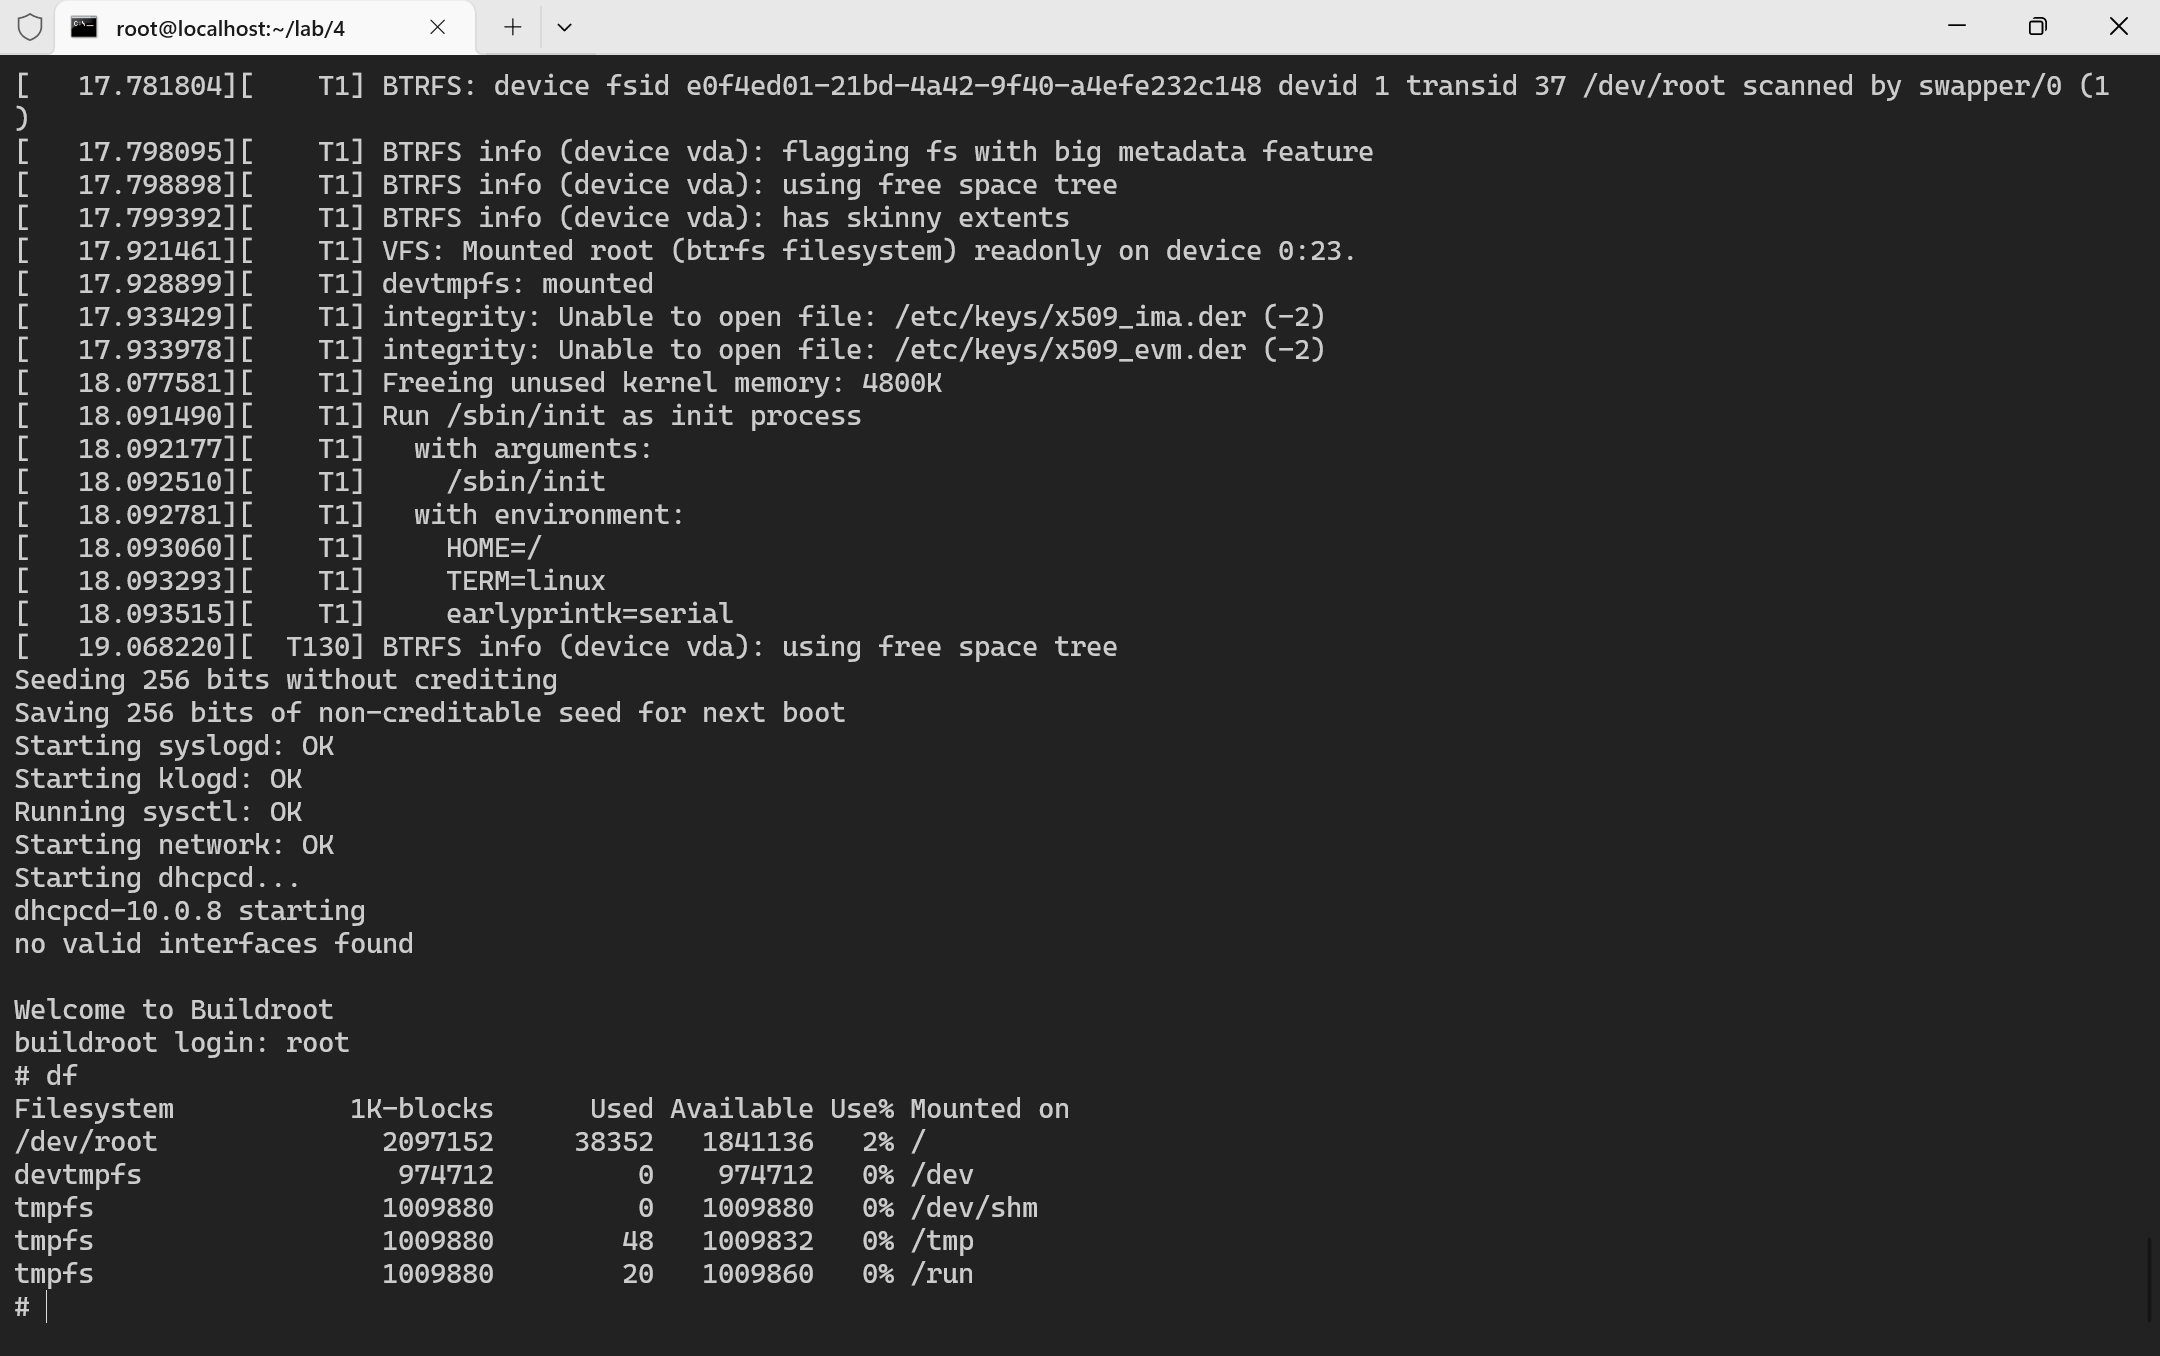 root@localhost:~/lab/4
[   17.781804][    T1] BTRFS: device fsid e0f4ed01-21bd-4a42-9f40-a4efe232c148 devid 1 transid 37 /dev/root scanned by swapper/0 (1
)
[   17.798095][    T1] BTRFS info (device vda): flagging fs with big metadata feature
[   17.798898][    T1] BTRFS info (device vda): using free space tree
[   17.799392][    T1] BTRFS info (device vda): has skinny extents
[   17.921461][    T1] VFS: Mounted root (btrfs filesystem) readonly on device 0:23.
[   17.928899][    T1] devtmpfs: mounted
[   17.933429][    T1] integrity: Unable to open file: /etc/keys/x509_ima.der (-2)
[   17.933978][    T1] integrity: Unable to open file: /etc/keys/x509_evm.der (-2)
[   18.077581][    T1] Freeing unused kernel memory: 4800K
[   18.091490][    T1] Run /sbin/init as init process
[   18.092177][    T1]   with arguments:
[   18.092510][    T1]     /sbin/init
[   18.092781][    T1]   with environment:
[   18.093060][    T1]     HOME=/
[   18.093293][    T1]     TERM=linux
[   18.093515][    T1]     earlyprintk=serial
[   19.068220][  T130] BTRFS info (device vda): using free space tree
Seeding 256 bits without crediting
Saving 256 bits of non-creditable seed for next boot
Starting syslogd: OK
Starting klogd: OK
Running sysctl: OK
Starting network: OK
Starting dhcpcd...
dhcpcd-10.0.8 starting
no valid interfaces found

Welcome to Buildroot
buildroot login: root
# df
Filesystem           1K-blocks      Used Available Use% Mounted on
/dev/root              2097152     38352   1841136   2% /
devtmpfs                974712         0    974712   0% /dev
tmpfs                  1009880         0   1009880   0% /dev/shm
tmpfs                  1009880        48   1009832   0% /tmp
tmpfs                  1009880        20   1009860   0% /run
#